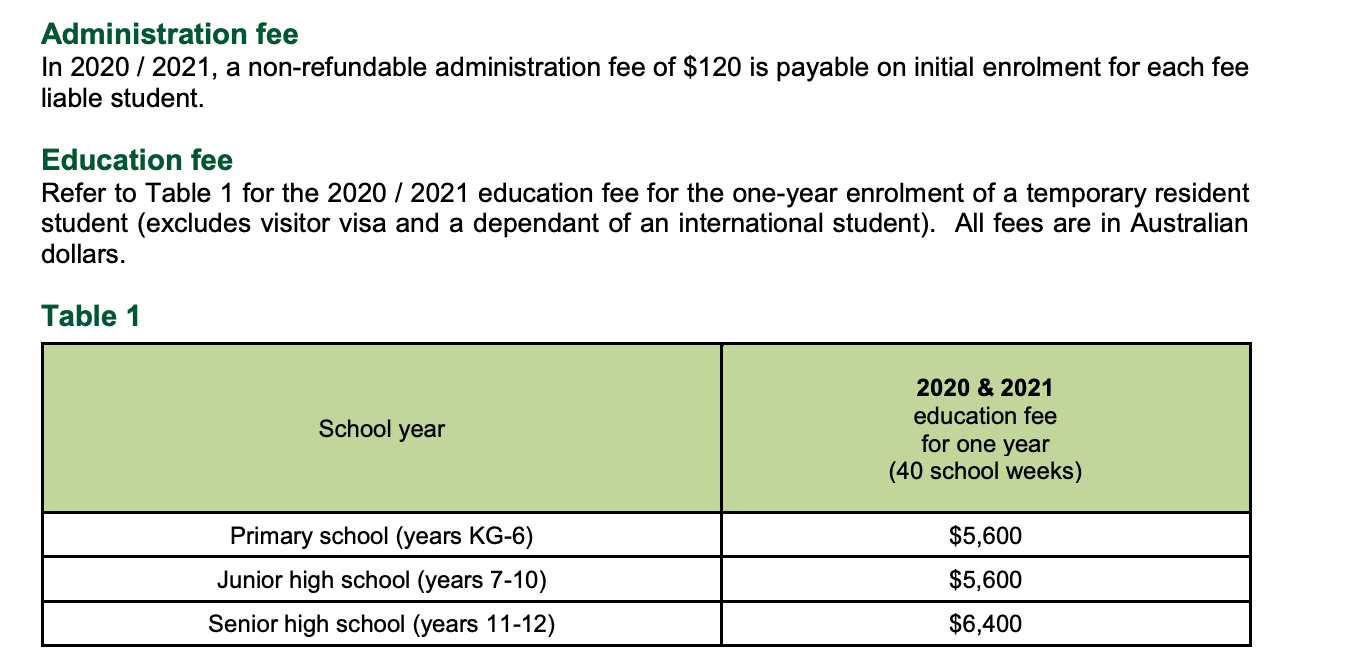 Administration fee
In 2020 / 2021, a non-refundable administration fee of $120 is payable on initial enrolment for each fee
liable student.
Education fee
Refer to Table 1 for the 2020 / 2021 education fee for the one-year enrolment of a temporary resident
student (excludes visitor visa and a dependant of an international student).  All fees are in Australian
dollars.
Table 1
School year
2020 & 2021
education fee
for one year
(40 school weeks)
Primary school (years KG-6) $5,600
Junior high school (years 7-10) $5,600
Senior high school (years 11-12) $6,400